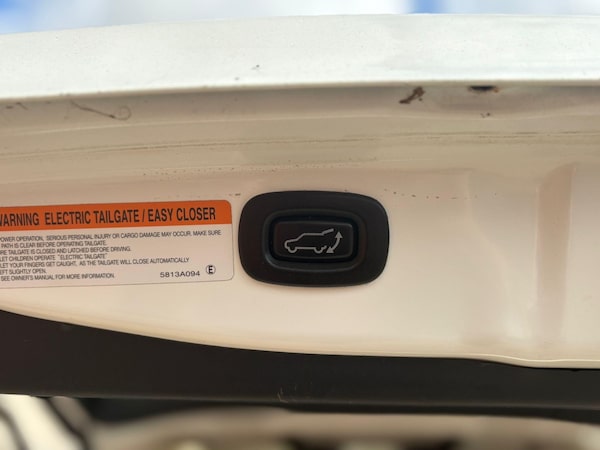 WARNING ELECTRIC TAILGATE / EASY CLOSER
POWER OPERATION, SERIOUS PERSONAL INJURY OR CARGO DAMAGE MAY OCCUR. MAKE SURE
PATH IS CLEAR BEFORE OPERATING TAILGATE.
TAILGATE IS CLOSED AND LATCHED BEFORE DRIVING.
LET CHILDREN OPERATE "ELECTRIC TAILGATE"
LET YOUR FINGERS GET CAUGHT. AS THE TAILGATE WILL CLOSE AUTOMATICALLY
LEFT SLIGHTLY OPEN.
SEE OWNER'S MANUAL FOR MORE INFORMATION.
5813A094 E